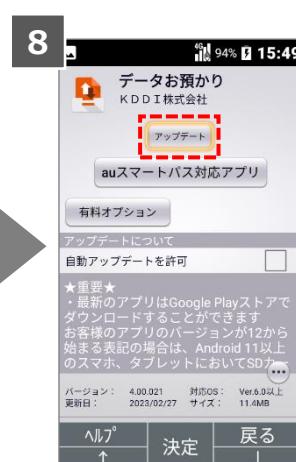 8
4G 94% 15:49
データお預かり
KDDI株式会社
アップデート
auスマートパス対応アプリ
有料オプション
アップデートについて
自動アップデートを許可
★重要★
・最新のアプリはGoogle Playストアで
ダウンロードすることができます
お客様のアプリのバージョンが12から
始まる表記の場合は、Android 11以上
のスマホ、タブレットにおいてSDカー
バージョン： 4.00.021 対応OS： Ver.6.0以上
更新日： 2023/02/27 サイズ： 11.4MB
ﾍﾙﾌﾟ 決定 戻る